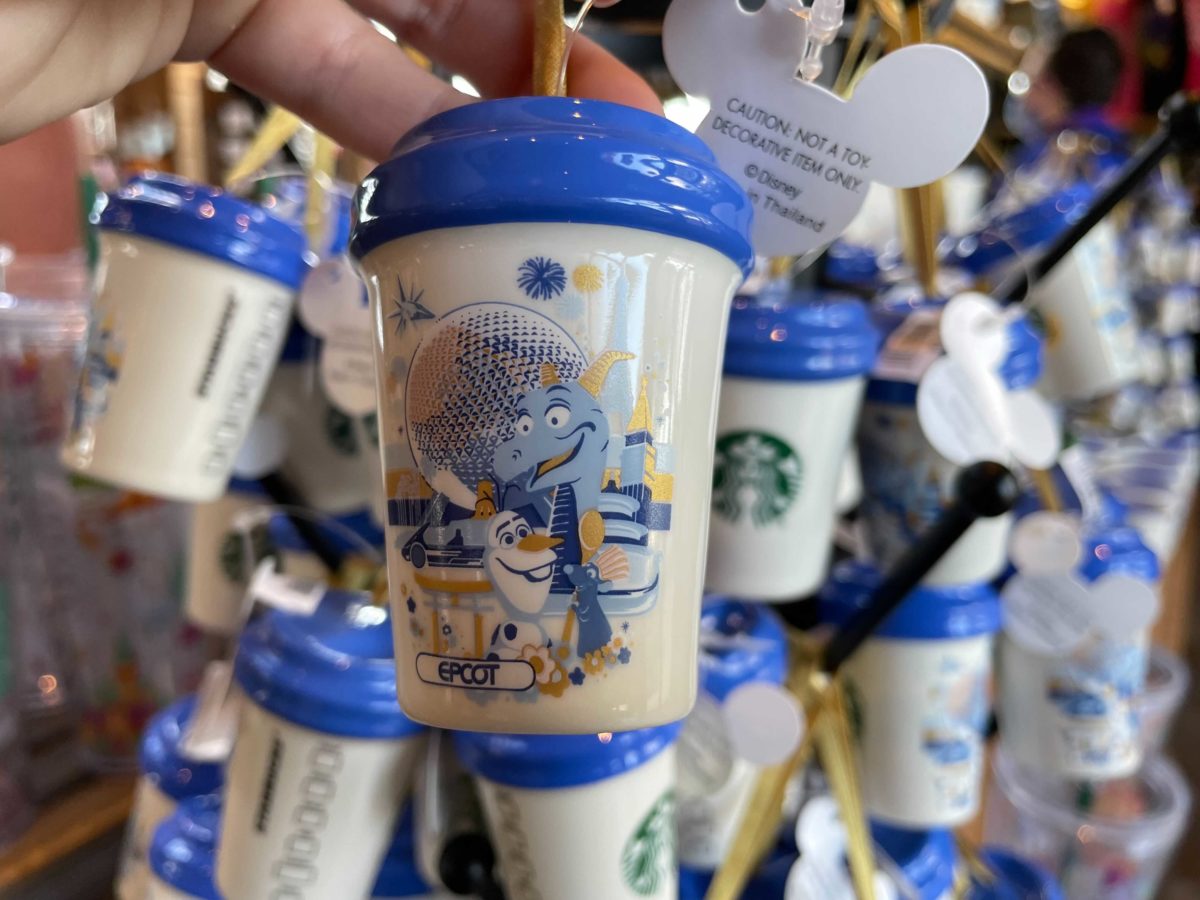 CAUTION: NOT A TOY.
DECORATIVE ITEM ONLY.
©Disney
in Thailand
EPCOT